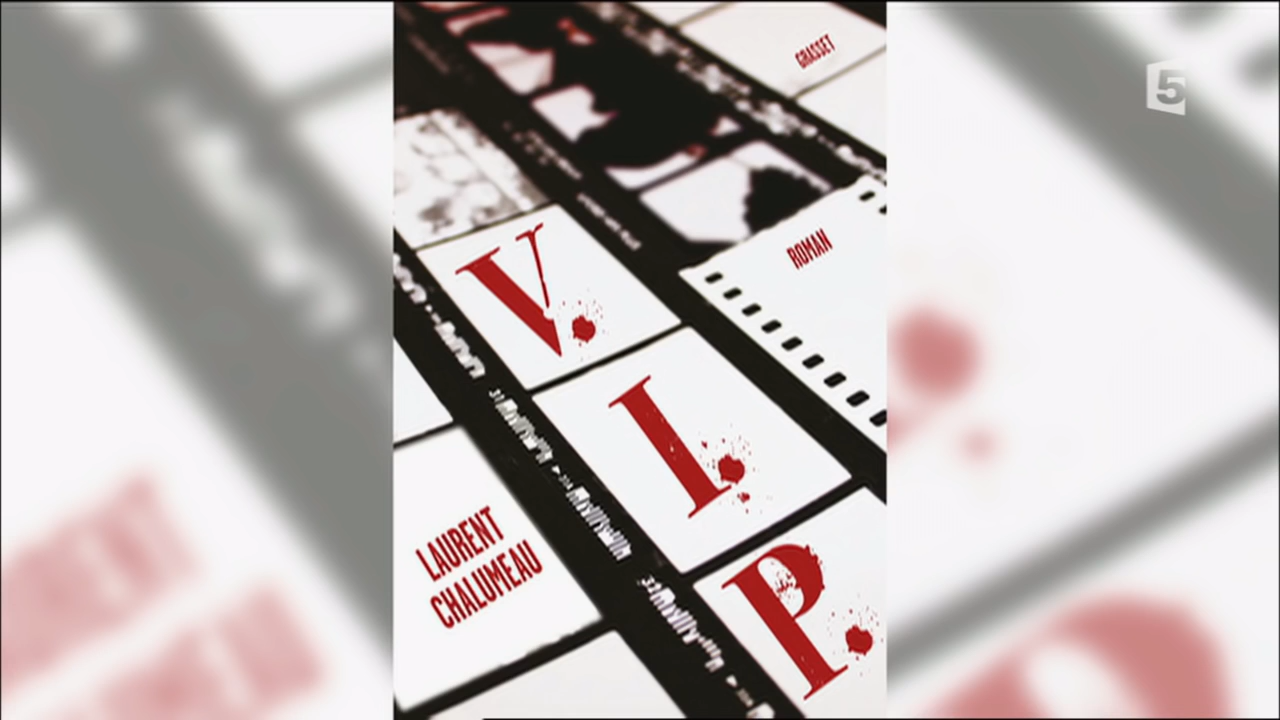 GRASSET
5
ROMAN
V.
I.
P.
LAURENT
CHALUMEAU